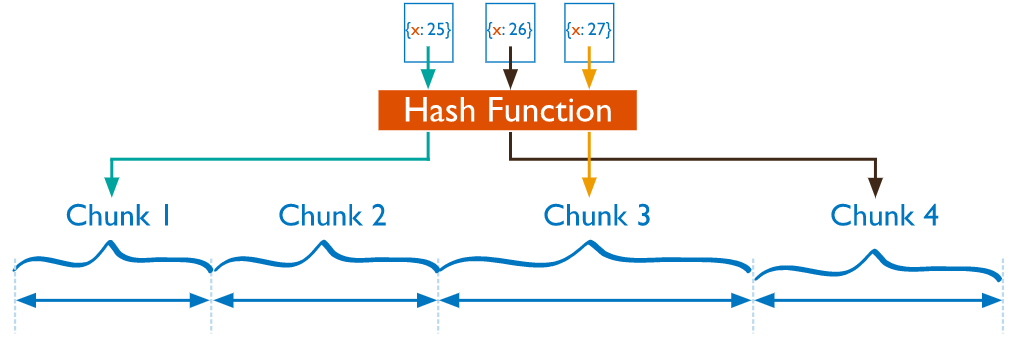 {x: 25} {x: 26} {x: 27}
Hash Function
Chunk 1 Chunk 2 Chunk 3 Chunk 4